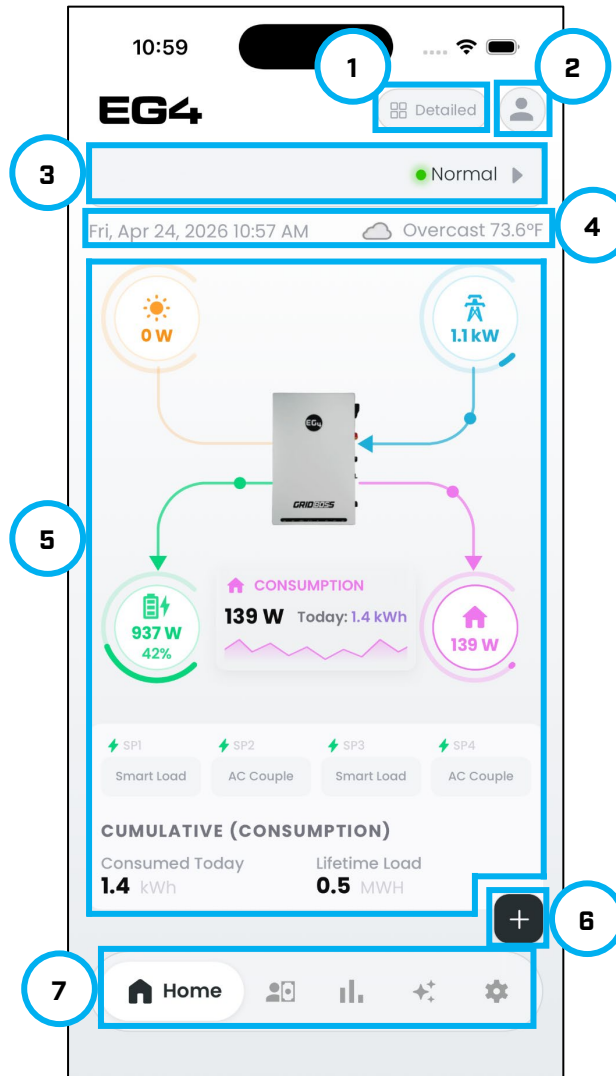 10:59
1
2
EG4
Detailed
3
Normal
Fri, Apr 24, 2026 10:57 AM
Overcast 73.6°F
4
0 W
1.1 kW
EG4
GRIDBOSS
5
CONSUMPTION
139 W Today: 1.4 kWh
937 W
42%
139 W
SP1
SP2
SP3
SP4
Smart Load
AC Couple
Smart Load
AC Couple
CUMULATIVE (CONSUMPTION)
Consumed Today
Lifetime Load
1.4 kWh
0.5 MWH
6
7
Home